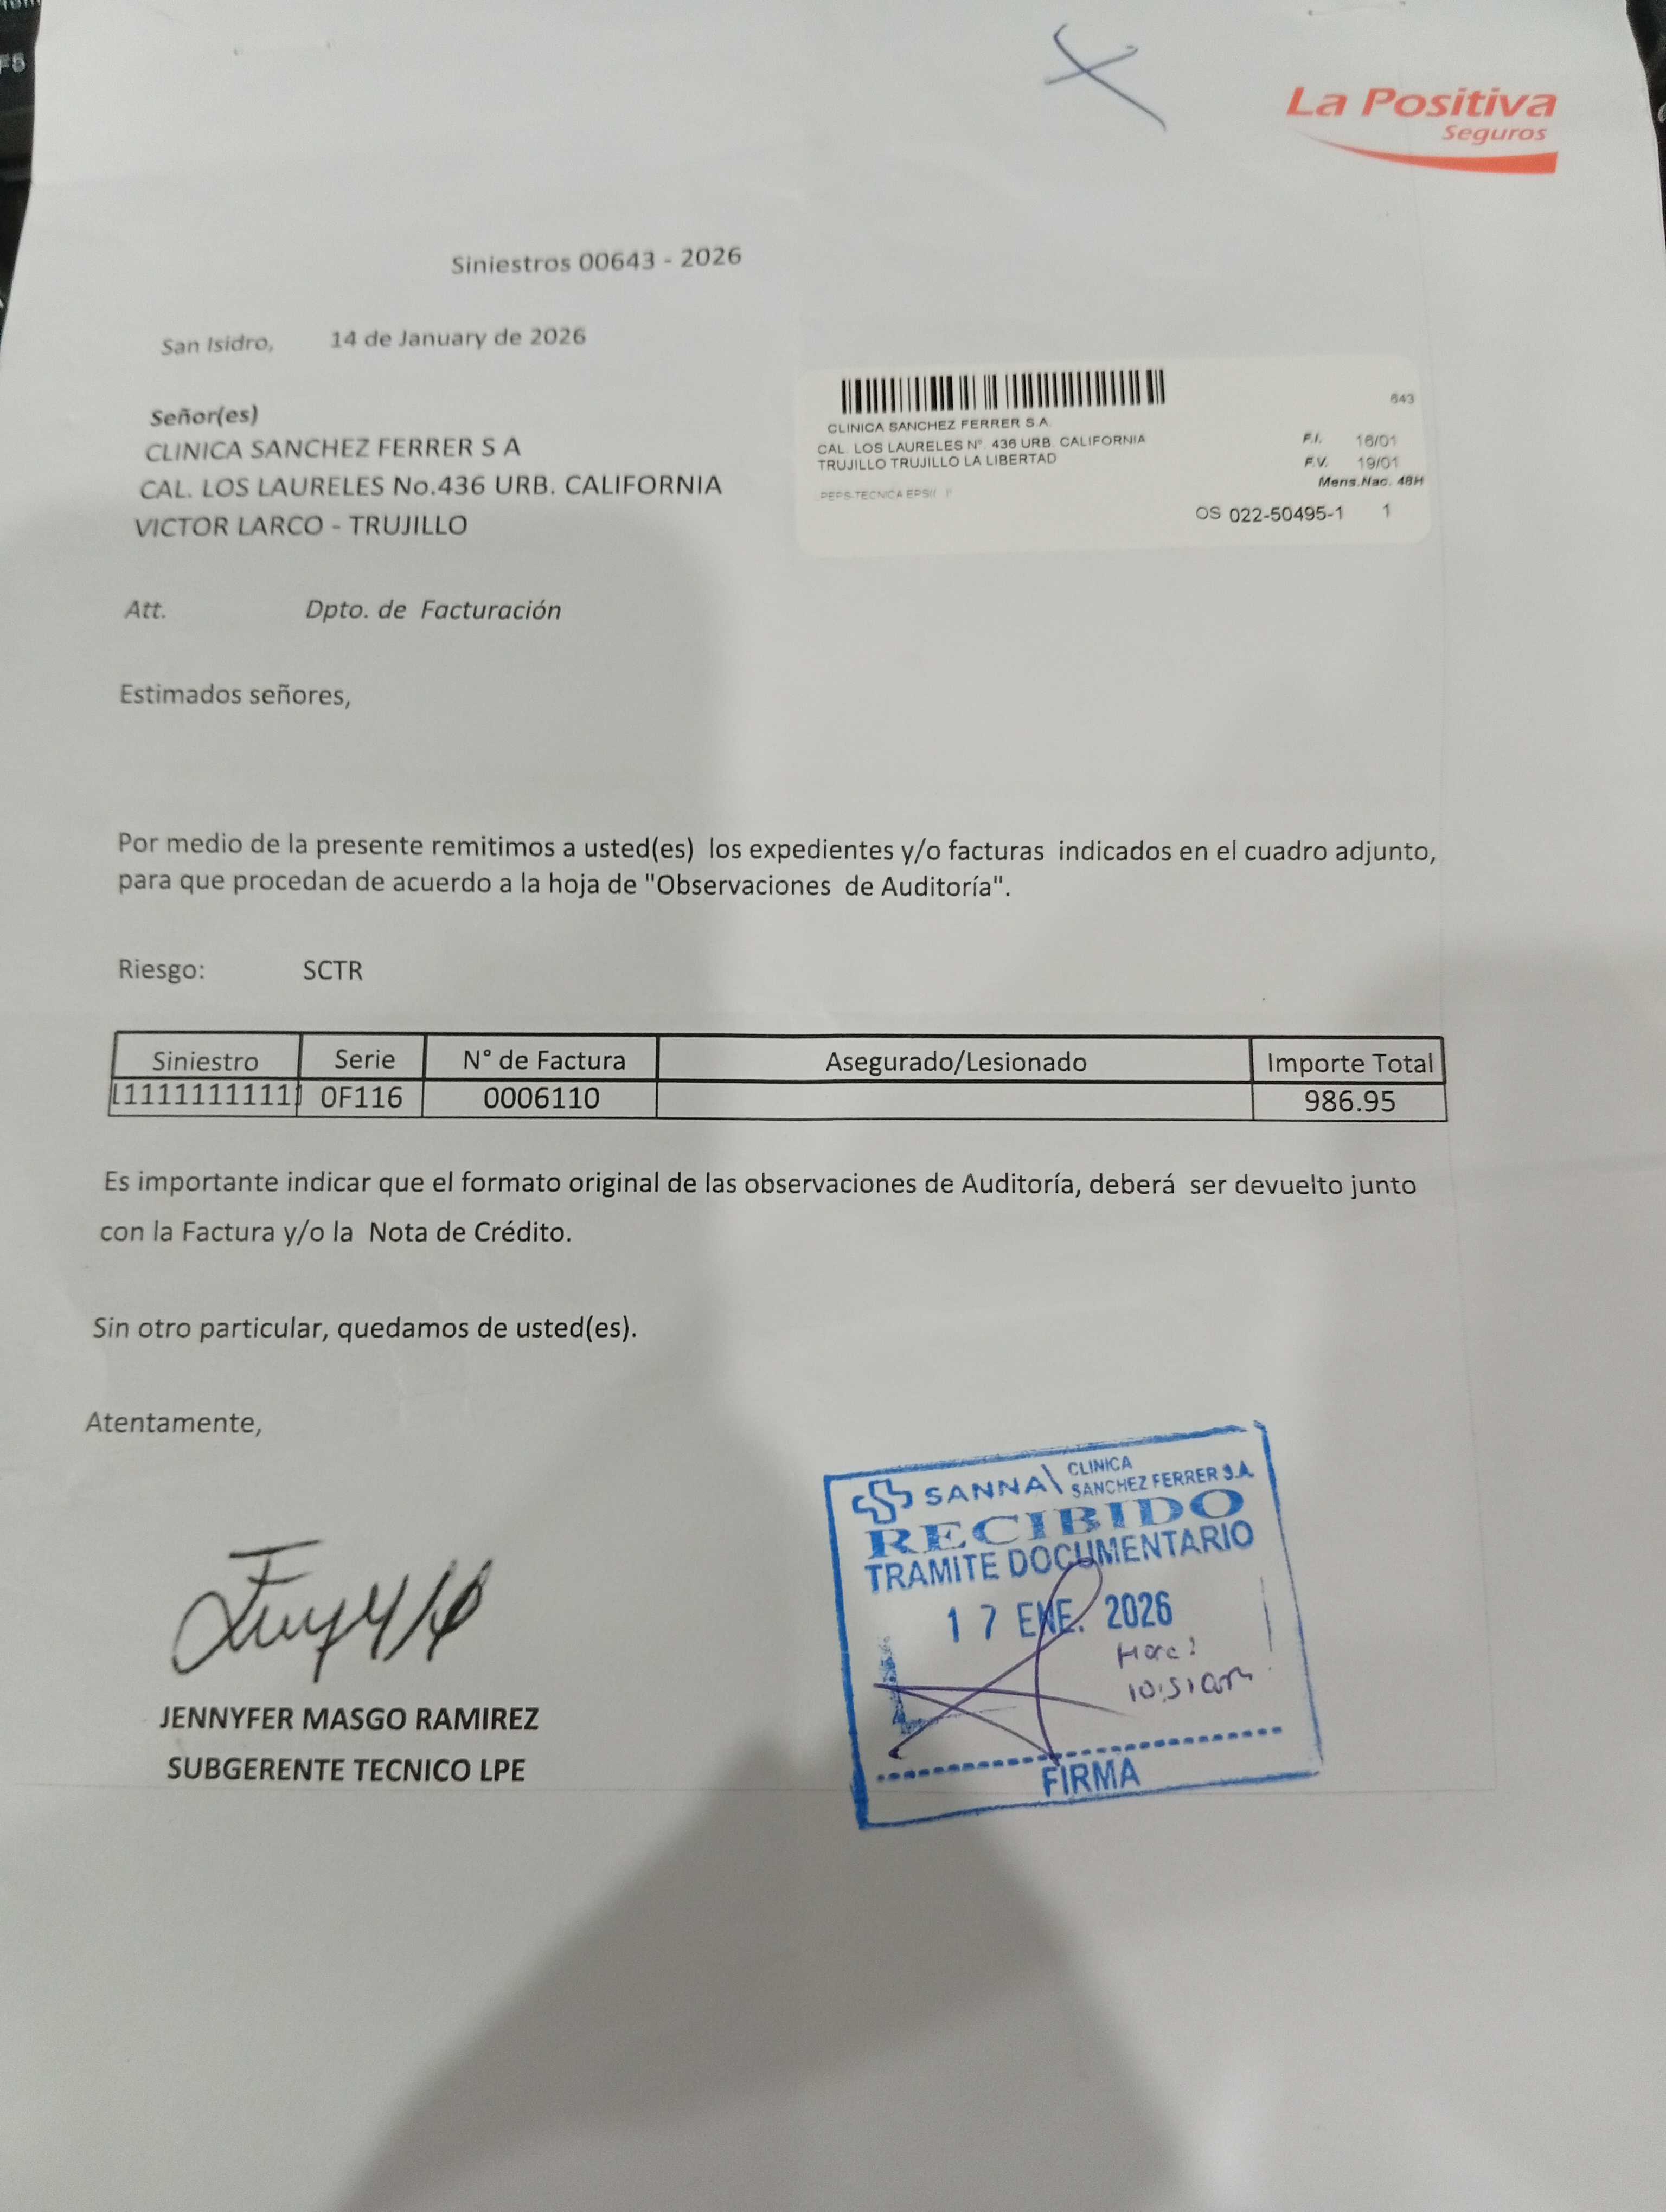 F5
La Positiva
Seguros
Siniestros 00643 - 2026
San Isidro, 14 de January de 2026
Señor(es)
CLINICA SANCHEZ FERRER S A
CAL. LOS LAURELES No.436 URB. CALIFORNIA
VICTOR LARCO - TRUJILLO
643
CLINICA SANCHEZ FERRER S.A.
CAL. LOS LAURELES N°. 436 URB. CALIFORNIA
TRUJILLO TRUJILLO LA LIBERTAD
F.I. 16/01
F.V. 19/01
Mens.Nac. 48H
OS 022-50495-1 1
Att. Dpto. de Facturación
Estimados señores,
Por medio de la presente remitimos a usted(es) los expedientes y/o facturas indicados en el cuadro adjunto,
para que procedan de acuerdo a la hoja de "Observaciones de Auditoría".
Riesgo: SCTR
Siniestro Serie N° de Factura Asegurado/Lesionado Importe Total
0F116 0006110 986.95
Es importante indicar que el formato original de las observaciones de Auditoría, deberá ser devuelto junto
con la Factura y/o la Nota de Crédito.
Sin otro particular, quedamos de usted(es).
Atentamente,
JENNYFER MASGO RAMIREZ
SUBGERENTE TECNICO LPE
SANNA\ CLINICA
SANCHEZ FERRER S.A.
RECIBIDO
TRAMITE DOCUMENTARIO
17 ENE. 2026
Hora:
10:51am
FIRMA